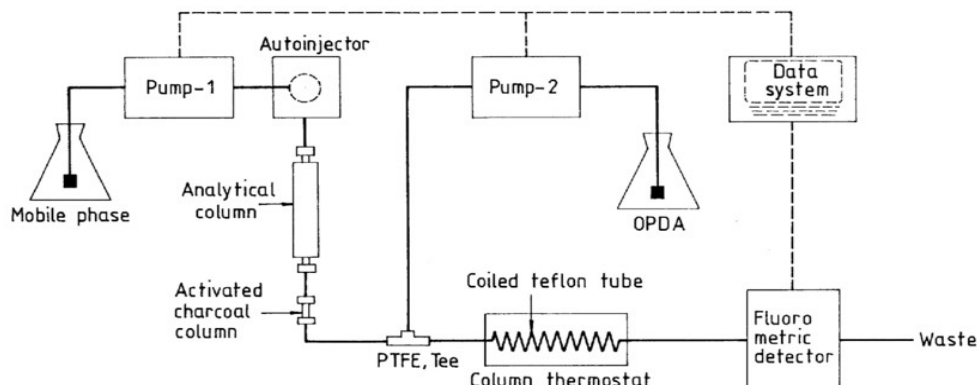 Autoinjector
Pump-1
Pump-2
Data
system
Mobile phase
Analytical
column
OPDA
Activated
charcoal
column
Coiled teflon tube
PTFE, Tee
Column thermostat
Fluoro
metric
detector
Waste